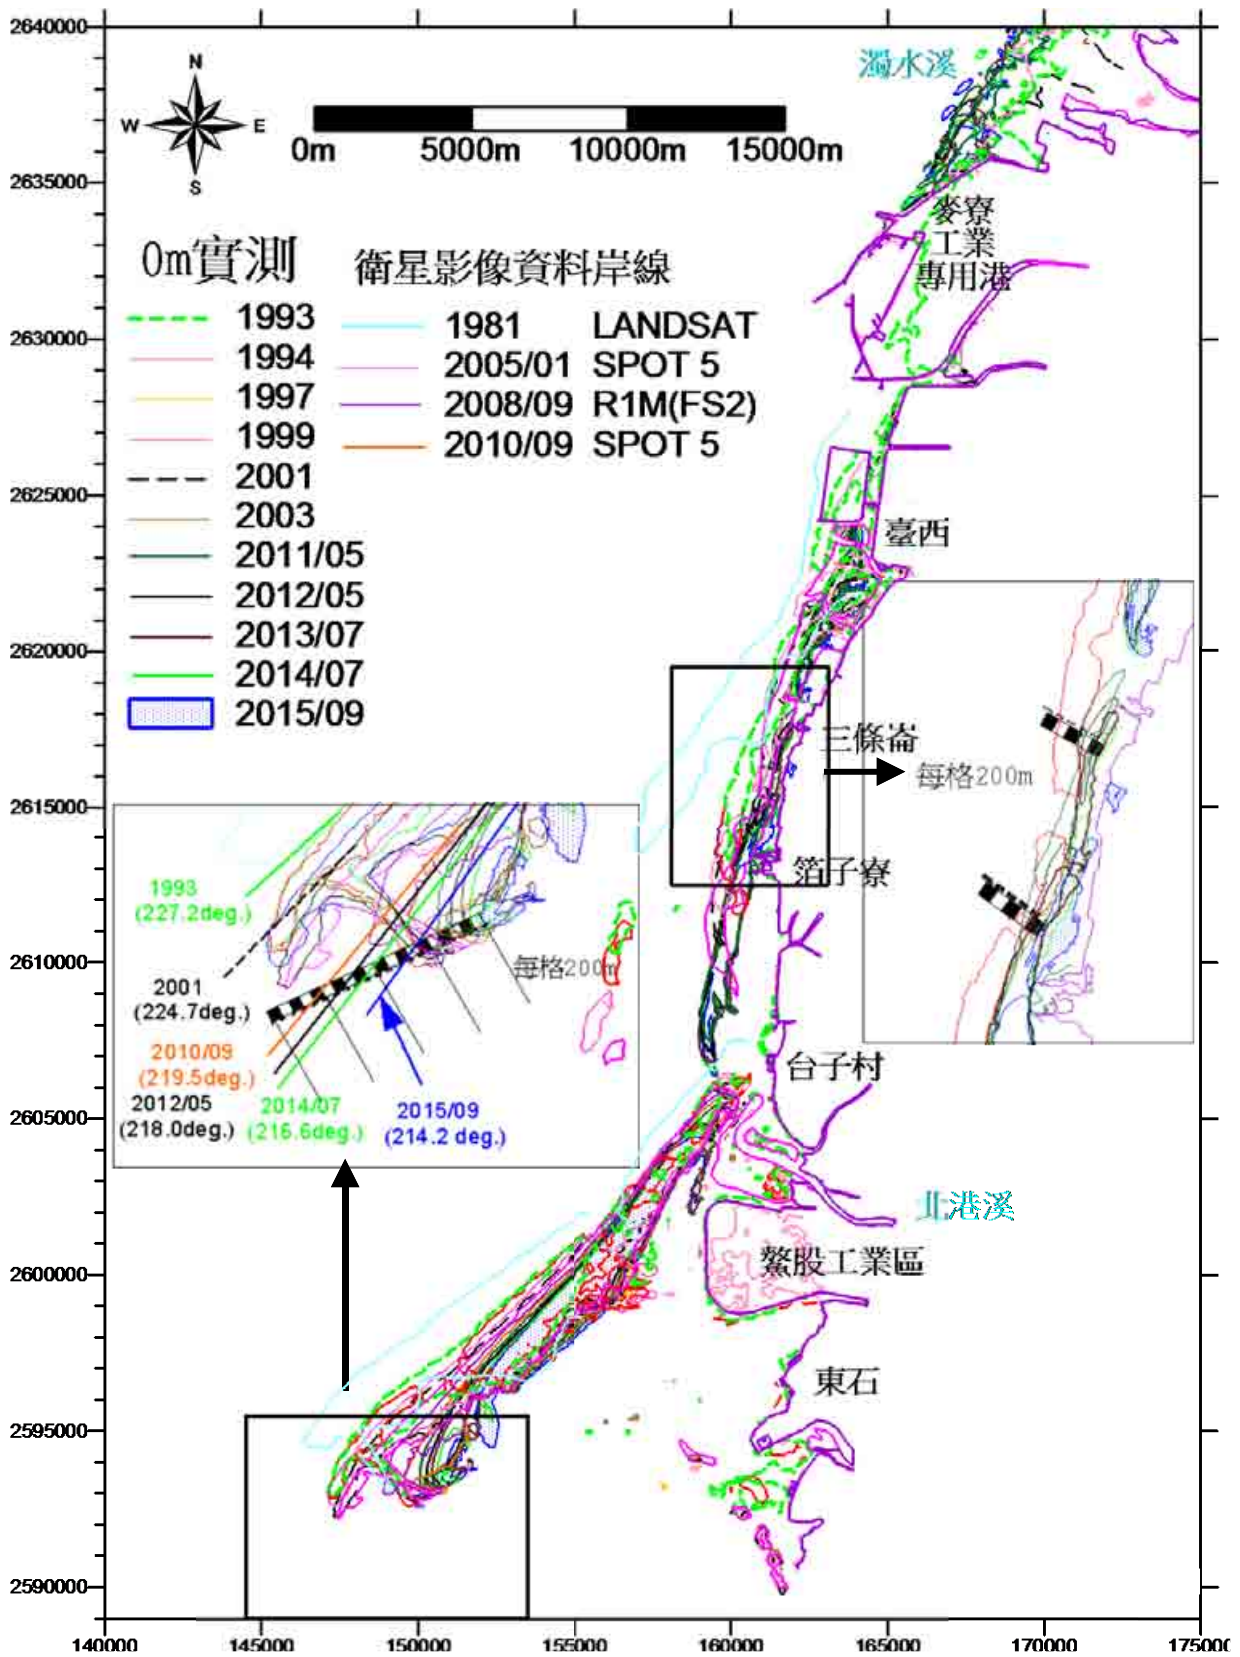 2640000
2635000
2630000
2625000
2620000
2615000
2610000
2605000
2600000
2595000
2590000
140000
145000
150000
155000
160000
165000
170000
175000
N
W
E
S
0m
5000m
10000m
15000m
0m實測
1993
1994
1997
1999
2001
2003
2011/05
2012/05
2013/07
2014/07
2015/09
衛星影像資料岸線
1981 LANDSAT
2005/01 SPOT 5
2008/09 R1M(FS2)
2010/09 SPOT 5
濁水溪
麥寮
工業
專用港
臺西
三條崙
每格200m
箔子寮
台子村
北港溪
鰲股工業區
東石
1993
(227.2deg.)
2001
(224.7deg.)
2010/09
(219.5deg.)
2012/05
(218.0deg.)
2014/07
(216.6deg.)
2015/09
(214.2 deg.)
每格200m